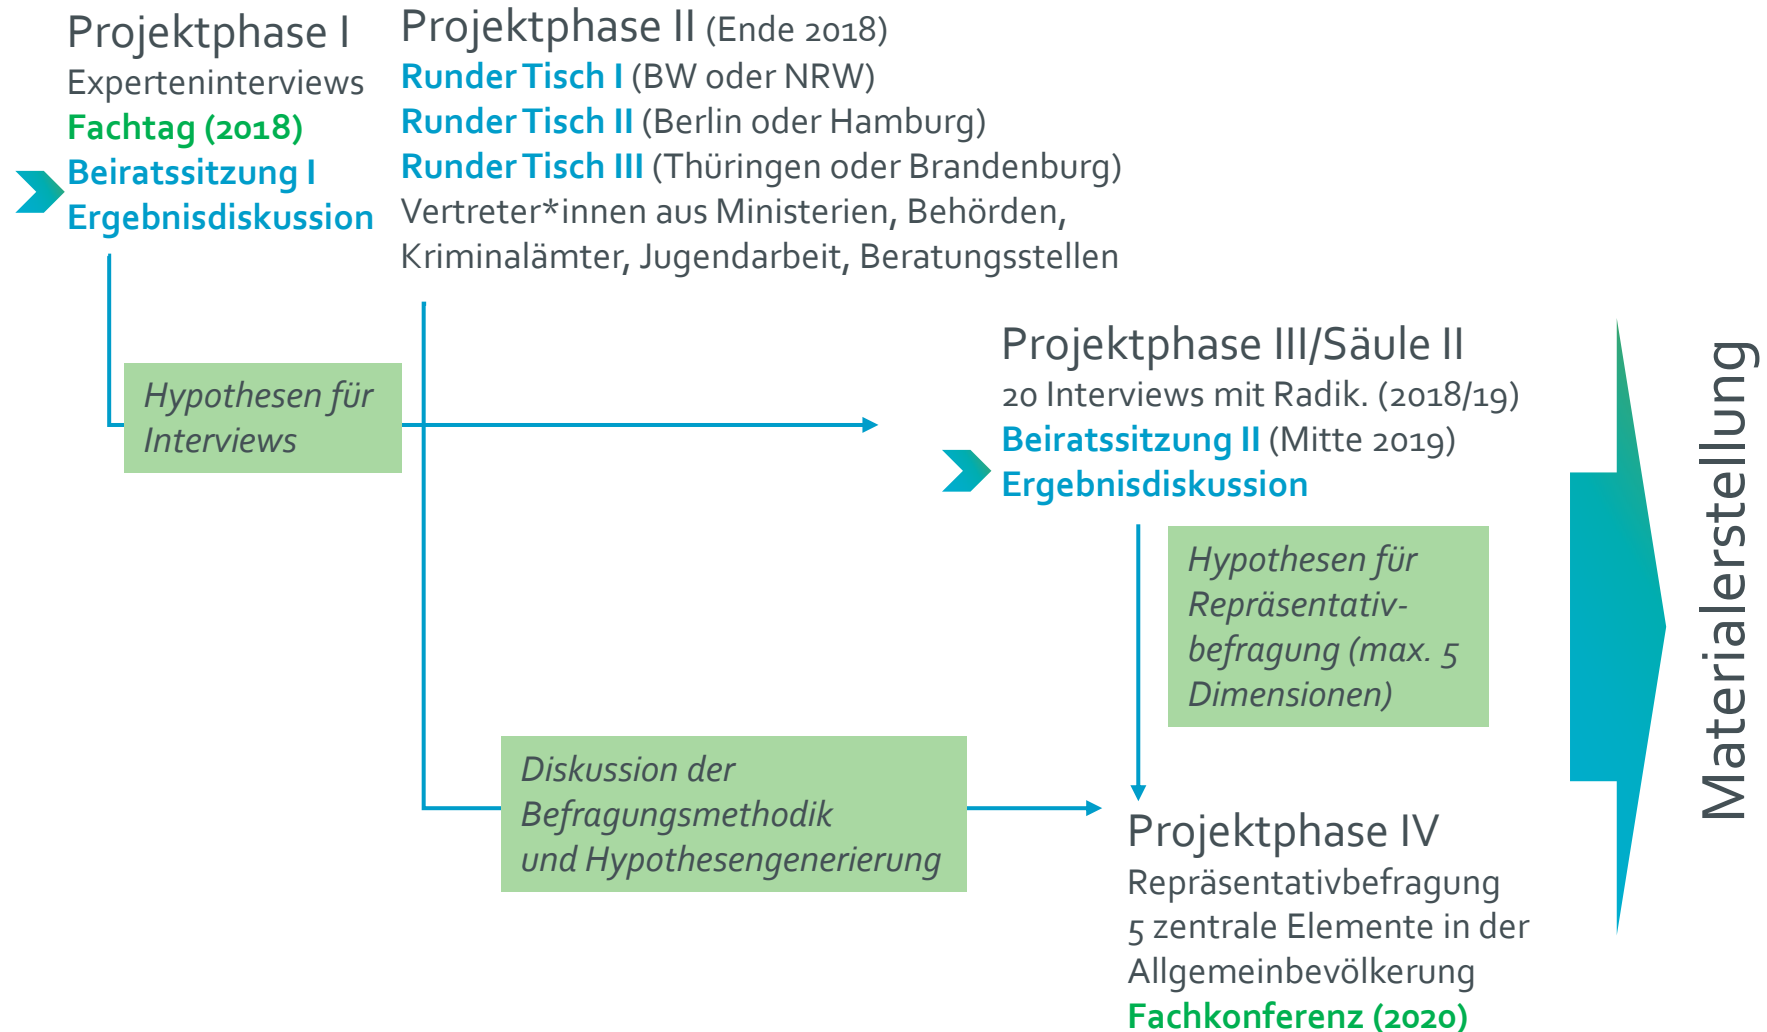 Projektphase I
Experteninterviews
Fachtag (2018)
Beiratssitzung I
Ergebnisdiskussion
Projektphase II (Ende 2018)
Runder Tisch I (BW oder NRW)
Runder Tisch II (Berlin oder Hamburg)
Runder Tisch III (Thüringen oder Brandenburg)
Vertreter*innen aus Ministerien, Behörden,
Kriminalämter, Jugendarbeit, Beratungsstellen
Hypothesen für
Interviews
Projektphase III/Säule II
20 Interviews mit Radik. (2018/19)
Beiratssitzung II (Mitte 2019)
Ergebnisdiskussion
Hypothesen für
Repräsentativ-
befragung (max. 5
Dimensionen)
Diskussion der
Befragungsmethodik
und Hypothesengenerierung
Projektphase IV
Repräsentativbefragung
5 zentrale Elemente in der
Allgemeinbevölkerung
Fachkonferenz (2020)
Materialerstellung